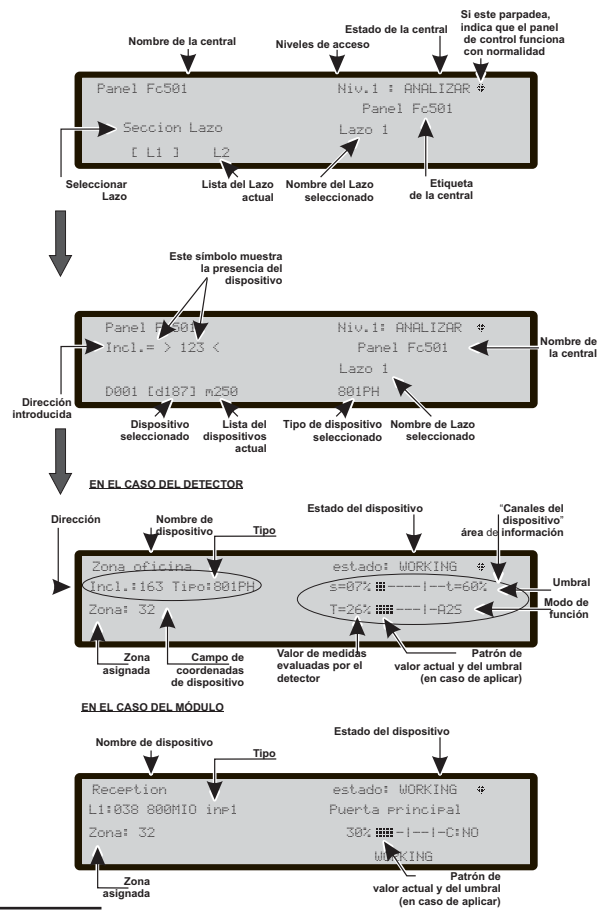 Nombre de la central
Niveles de acceso
Estado de la central
Si este parpadea,
indica que el panel
de control funciona
con normalidad
Panel Fc501
Niv.1 : ANALIZAR
Panel Fc501
Seccion Lazo
Lazo 1
[ L1 ] L2
Seleccionar
Lazo
Lista del Lazo
actual
Nombre del Lazo
seleccionado
Etiqueta
de la central
Este símbolo muestra
la presencia del
dispositivo
Panel Fc501
Niv.1: ANALIZAR
Incl.= > 123 <
Panel Fc501
Lazo 1
D001 [d187] m250
801PH
Nombre de
la central
Dirección
introducida
Dispositivo
seleccionado
Lista del
dispositivos
actual
Tipo de dispositivo
seleccionado
Nombre de Lazo
seleccionado
EN EL CASO DEL DETECTOR
Dirección
Nombre de
dispositivo
Tipo
Estado del dispositivo
"Canales del
dispositivo"
área de información
Zona oficina
estado: WORKING
Incl.:163 Tipo:801PH
s=07% ----|--t=60%
Zona: 32
T=26% ---|-A2S
Umbral
Modo de
función
Zona
asignada
Campo de
coordenadas
de dispositivo
Valor de medidas
evaluadas por el
detector
Patrón de
valor actual y del umbral
(en caso de aplicar)
EN EL CASO DEL MÓDULO
Nombre de dispositivo
Tipo
Estado del dispositivo
Reception
estado: WORKING
L1:038 800MIO inp1
Puerta principal
Zona: 32
30% -|--|-C:NO
WORKING
Zona
asignada
Patrón de
valor actual y del umbral
(en caso de aplicar)